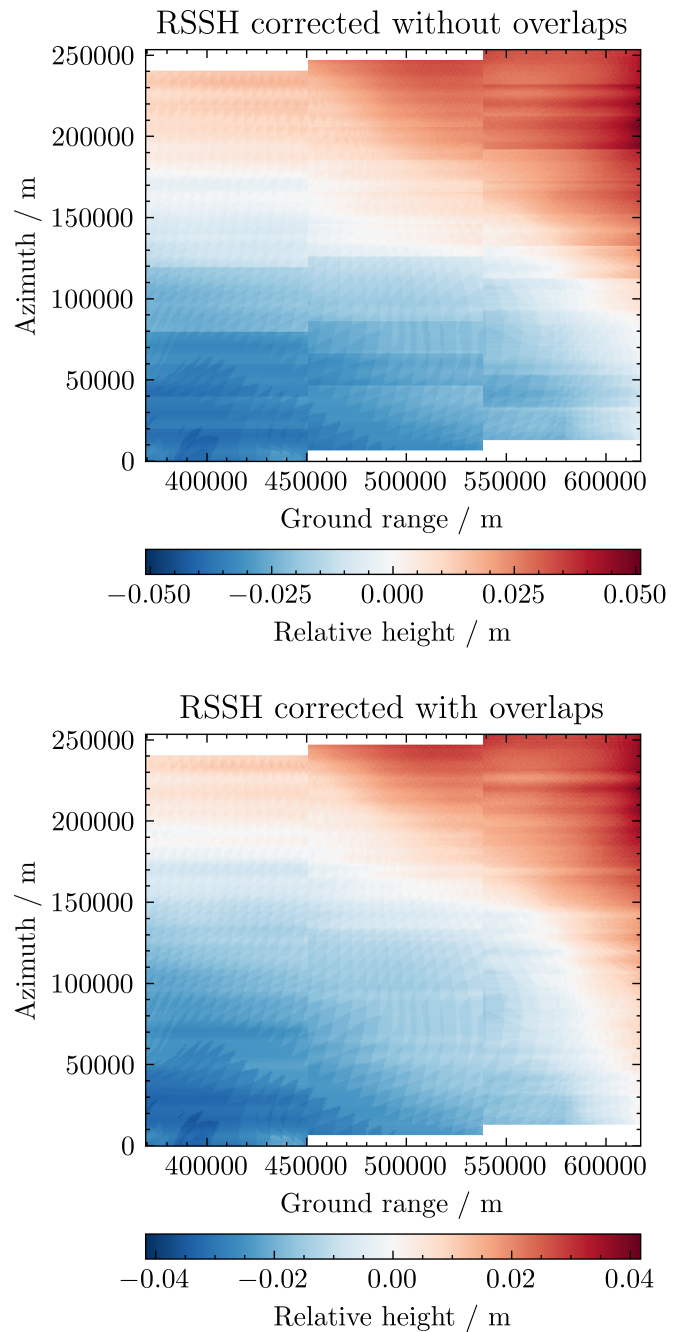 RSSH corrected without overlaps
250000
200000
150000
100000
50000
0
Azimuth / m
400000 450000 500000 550000 600000
Ground range / m
−0.050 −0.025 0.000 0.025 0.050
Relative height / m
RSSH corrected with overlaps
250000
200000
150000
100000
50000
0
Azimuth / m
400000 450000 500000 550000 600000
Ground range / m
−0.04 −0.02 0.00 0.02 0.04
Relative height / m